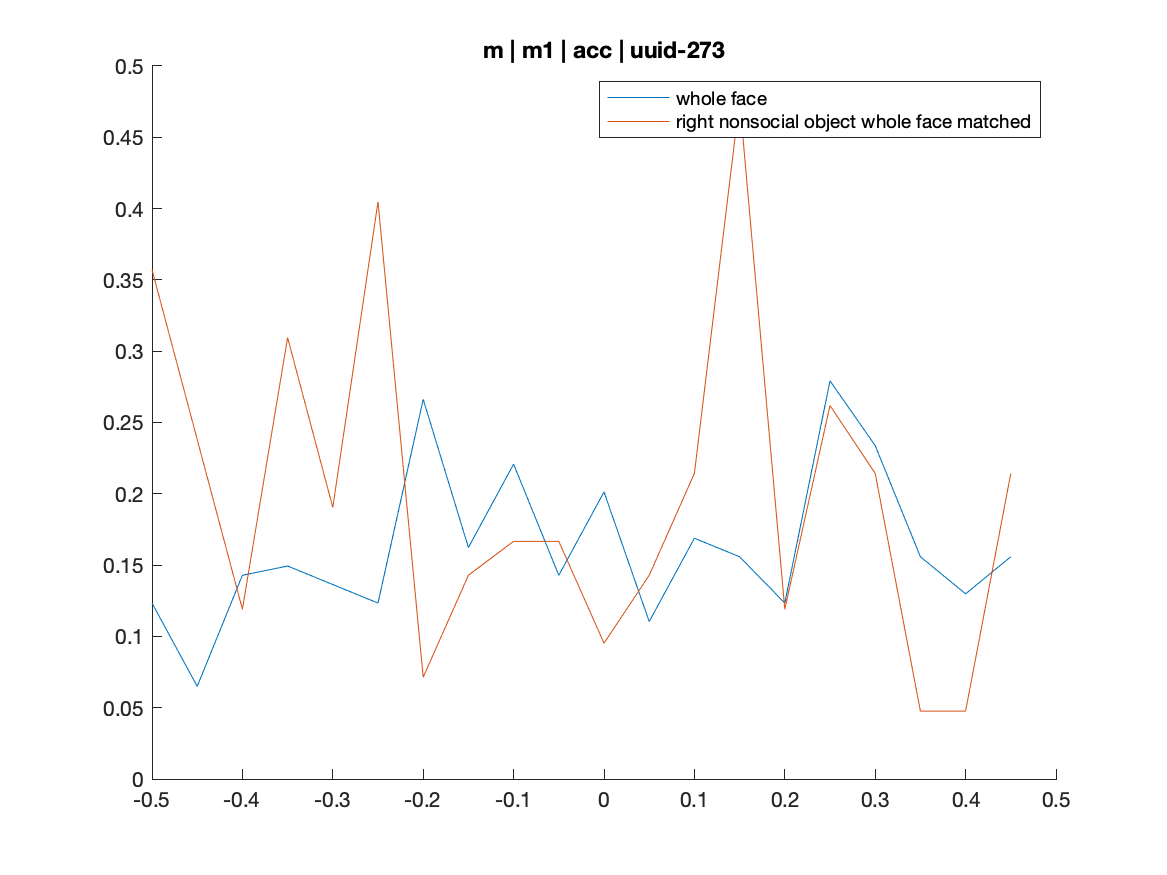 m | m1 | acc | uuid-273
whole face
right nonsocial object whole face matched
0.5
0.45
0.4
0.35
0.3
0.25
0.2
0.15
0.1
0.05
0
-0.5 -0.4 -0.3 -0.2 -0.1 0 0.1 0.2 0.3 0.4 0.5